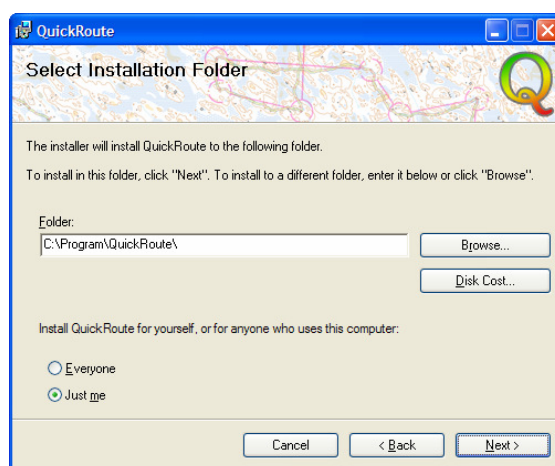 QuickRoute
Select Installation Folder
Q
The installer will install QuickRoute to the following folder.
To install in this folder, click "Next". To install to a different folder, enter it below or click "Browse".
Folder:
C:\Program\QuickRoute\
Browse...
Disk Cost...
Install QuickRoute for yourself, or for anyone who uses this computer:
Everyone
Just me
Cancel
< Back
Next >